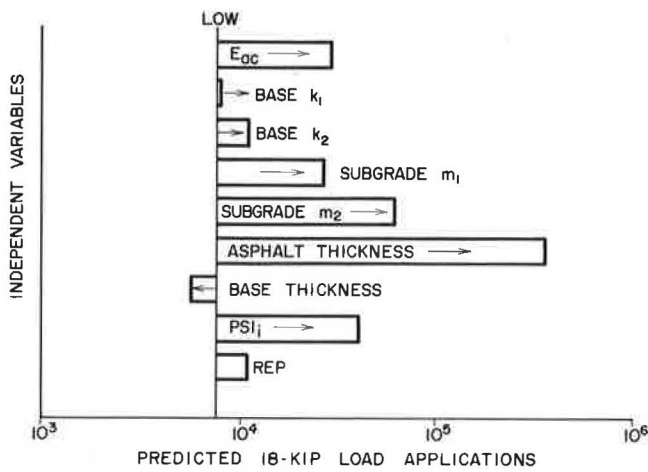 LOW
INDEPENDENT VARIABLES
Eac
BASE k₁
BASE k₂
SUBGRADE m₁
SUBGRADE m₂
ASPHALT THICKNESS
BASE THICKNESS
PSIᵢ
REP
10³ 10⁴ 10⁵ 10⁶
PREDICTED 18-KIP LOAD APPLICATIONS